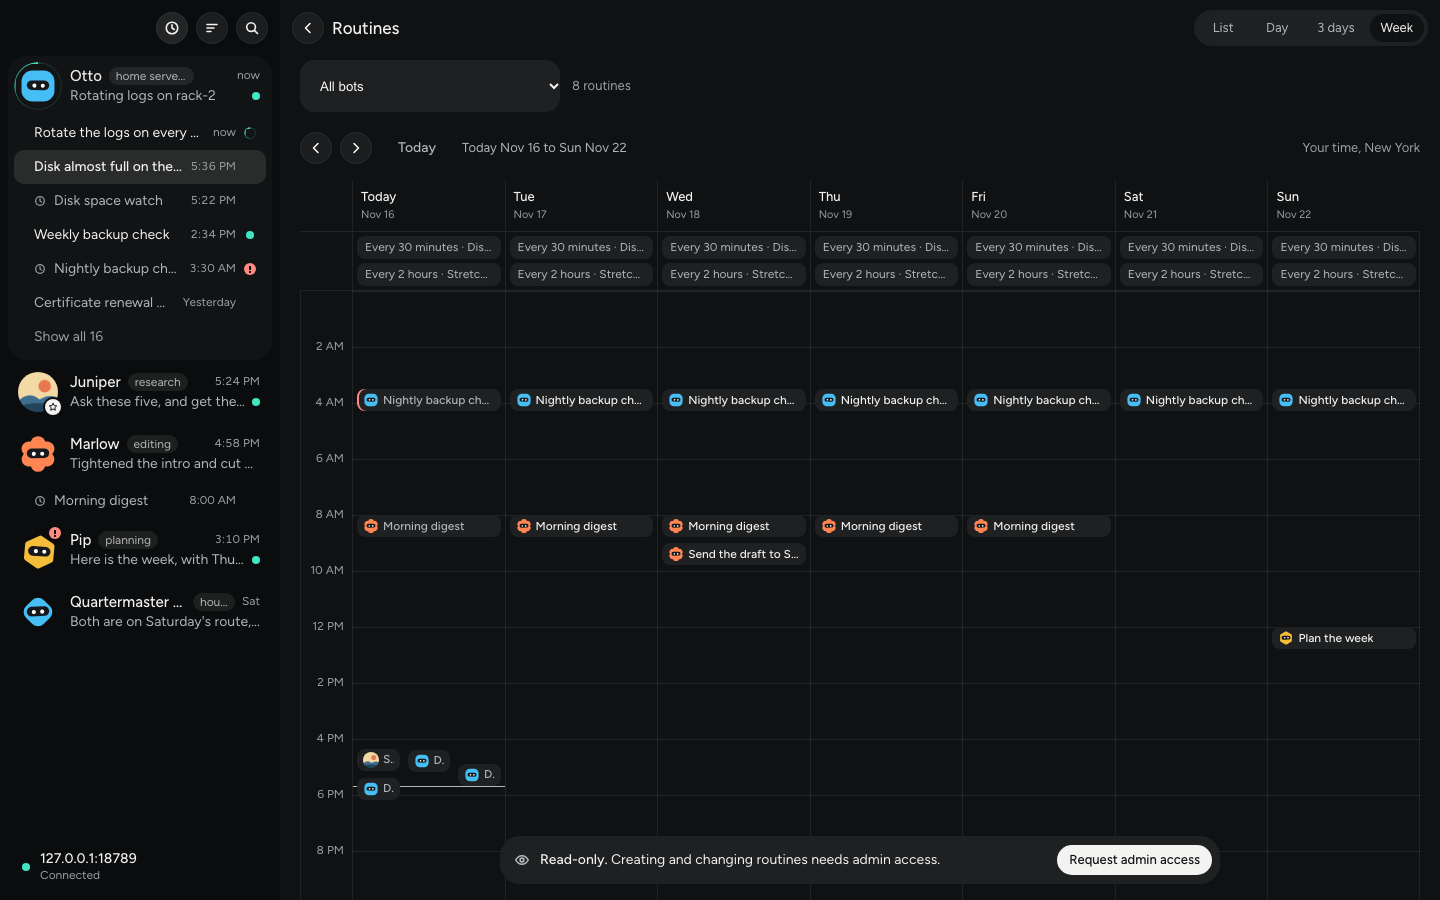 Otto home serve... now
Rotating logs on rack-2
Rotate the logs on every ... now
Disk almost full on the... 5:36 PM
Disk space watch 5:22 PM
Weekly backup check 2:34 PM
Nightly backup ch... 3:30 AM
Certificate renewal ... Yesterday
Show all 16
Juniper research 5:24 PM
Ask these five, and get the...
Marlow editing 4:58 PM
Tightened the intro and cut ...
Morning digest 8:00 AM
Pip planning 3:10 PM
Here is the week, with Thu...
Quartermaster ... hou... Sat
Both are on Saturday's route,...
127.0.0.1:18789
Connected
Routines
List Day 3 days Week
All bots 8 routines
Today Today Nov 16 to Sun Nov 22 Your time, New York
Today Tue Wed Thu Fri Sat Sun
Nov 16 Nov 17 Nov 18 Nov 19 Nov 20 Nov 21 Nov 22
Every 30 minutes · Dis... Every 30 minutes · Dis... Every 30 minutes · Dis... Every 30 minutes · Dis... Every 30 minutes · Dis... Every 30 minutes · Dis... Every 30 minutes · Dis...
Every 2 hours · Stretc... Every 2 hours · Stretc... Every 2 hours · Stretc... Every 2 hours · Stretc... Every 2 hours · Stretc... Every 2 hours · Stretc... Every 2 hours · Stretc...
2 AM
4 AM Nightly backup ch... Nightly backup ch... Nightly backup ch... Nightly backup ch... Nightly backup ch... Nightly backup ch... Nightly backup ch...
6 AM
8 AM Morning digest Morning digest Morning digest Morning digest Morning digest
Send the draft to S...
10 AM
12 PM Plan the week
2 PM
4 PM
S. D. D.
D.
6 PM
8 PM
Read-only. Creating and changing routines needs admin access. Request admin access